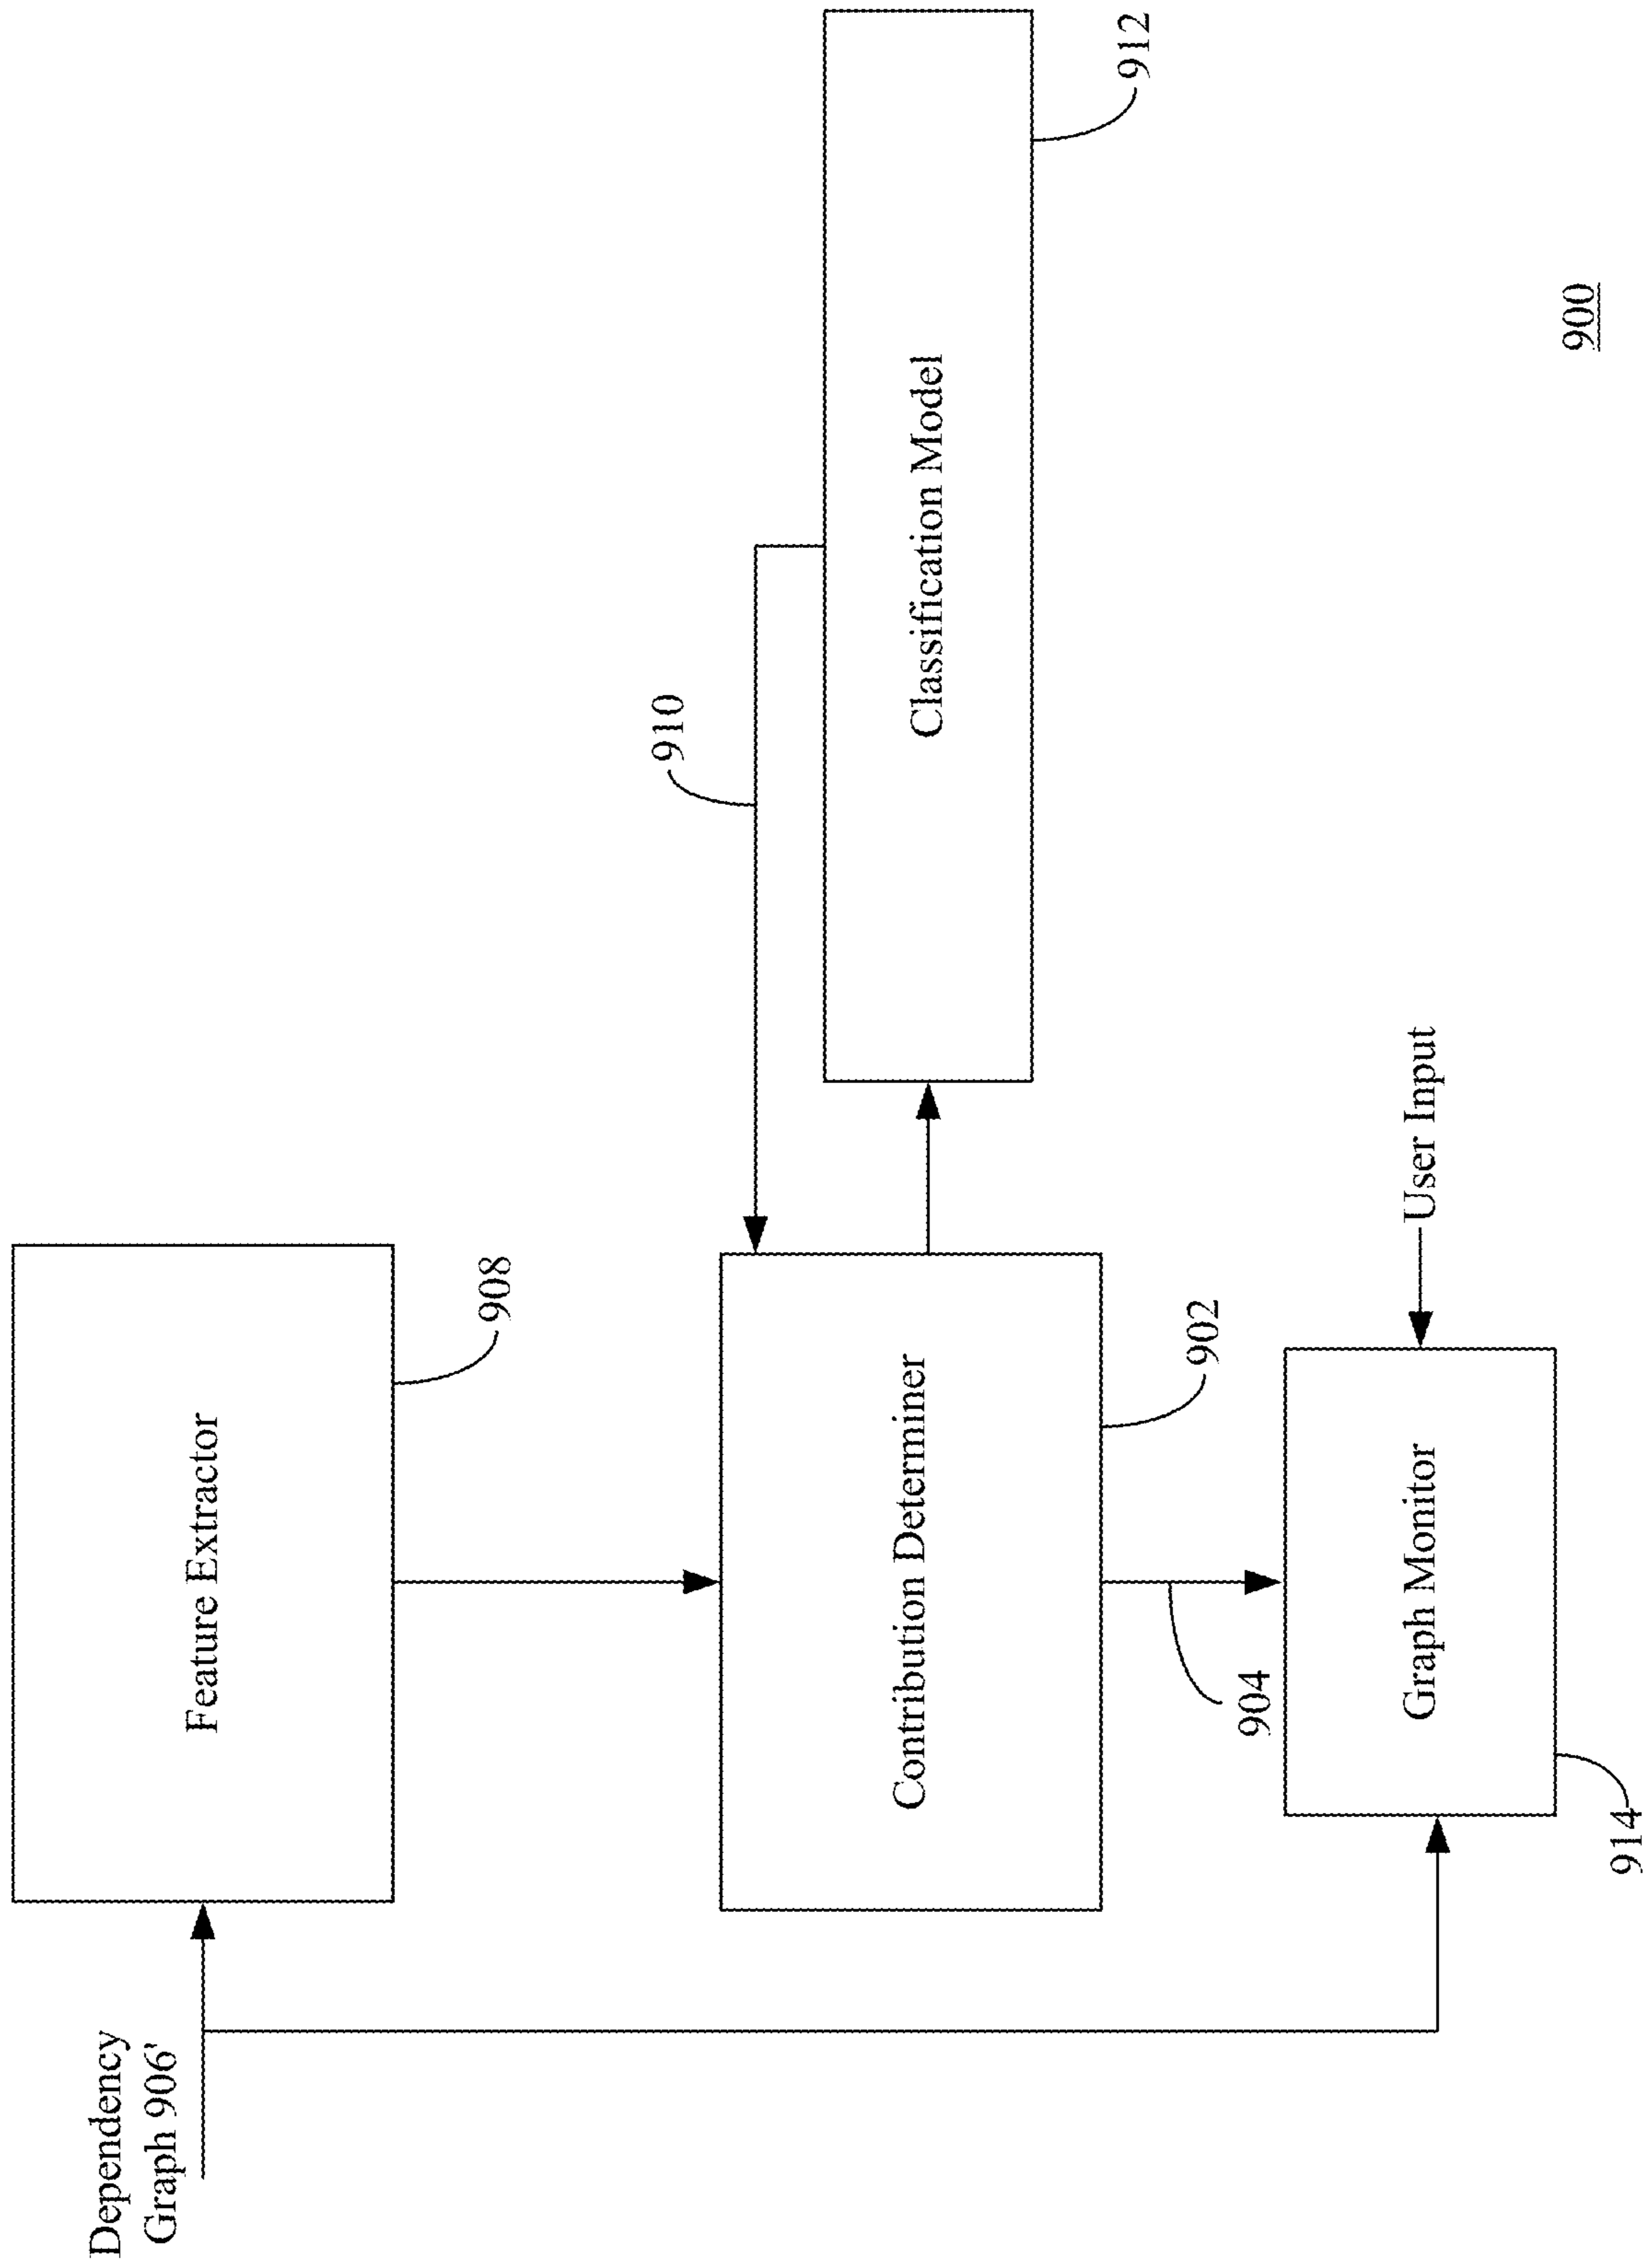 Dependency
Graph 906'
Feature Extractor
908
910
Contribution Determiner
902
Classification Model
912
904
Graph Monitor
914
User Input
900